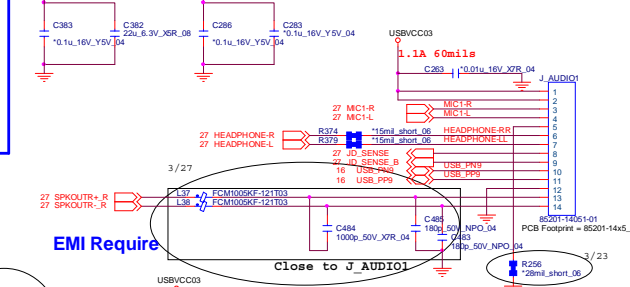 C383
*0.1u_16V_Y5V_04
C382
22u_6.3V_X5R_08
C286
*0.1u_16V_Y5V_04
C283
*0.1u_16V_Y5V_04
USBVCC03
1.1A 60mils
C263
*0.01u_16V_X7R_04
J_AUDIO1
1
2
3
4
5
6
7
8
9
10
11
12
13
14
27 MIC1-R
MIC1-R
27 MIC1-L
MIC1-L
27 HEADPHONE-R
R374
*15mil_short_06
HEADPHONE-RR
27 HEADPHONE-L
R379
*15mil_short_06
HEADPHONE-LL
27 JD_SENSE
27 JD_SENSE_B
16 USB_PN9
USB_PN9
16 USB_PP9
USB_PP9
3/27
27 SPKOUTR+_R
L37
FCM1005KF-121T03
27 SPKOUTR-_R
L38
FCM1005KF-121T03
85201-14051-01
PCB Footprint = 85201-14x5_
C484
1000p_50V_X7R_04
C485
180p_50V_NPO_04
C483
180p_50V_NPO_04
EMI Require
Close to J_AUDIO1
R256
*28mil_short_06
3/23
USBVCC03